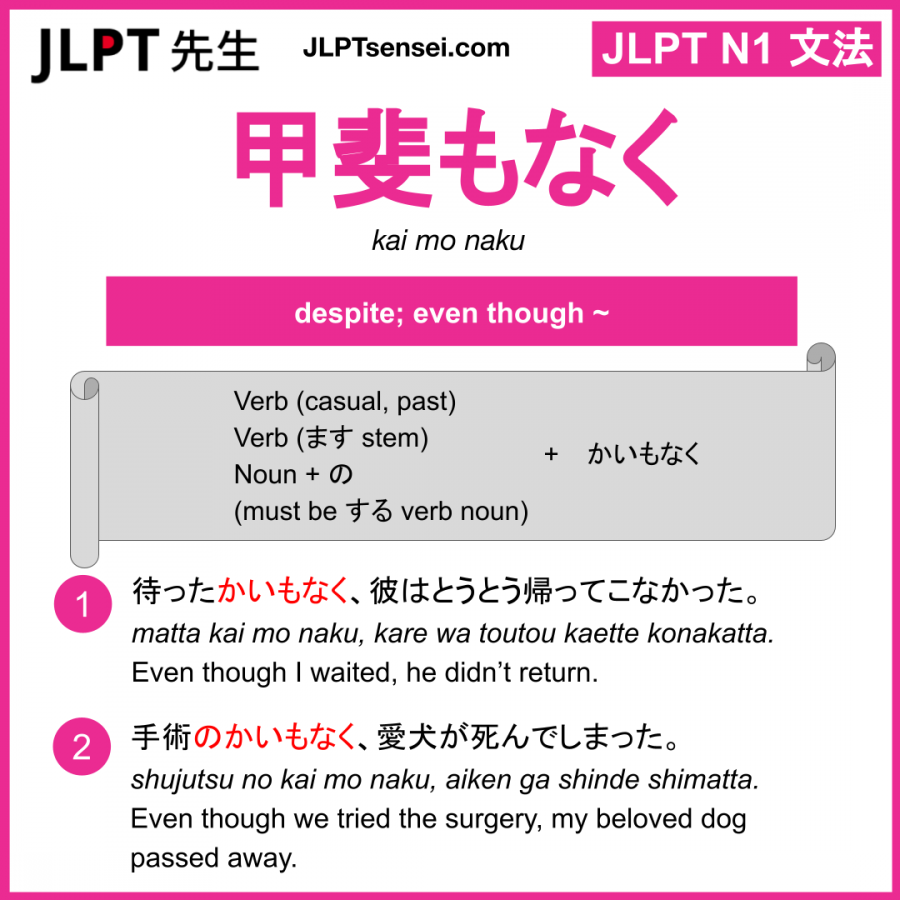 JLPT 先生
JLPTsensei.com
JLPT N1 文法
甲斐もなく
kai mo naku
despite; even though ~
Verb (casual, past)
Verb (ます stem)
Noun + の
(must be する verb noun)
+ かいもなく
1
待ったかいもなく、彼はとうとう帰ってこなかった。
matta kai mo naku, kare wa toutou kaette konakatta.
Even though I waited, he didn’t return.
2
手術のかいもなく、愛犬が死んでしまった。
shujutsu no kai mo naku, aiken ga shinde shimatta.
Even though we tried the surgery, my beloved dog
passed away.